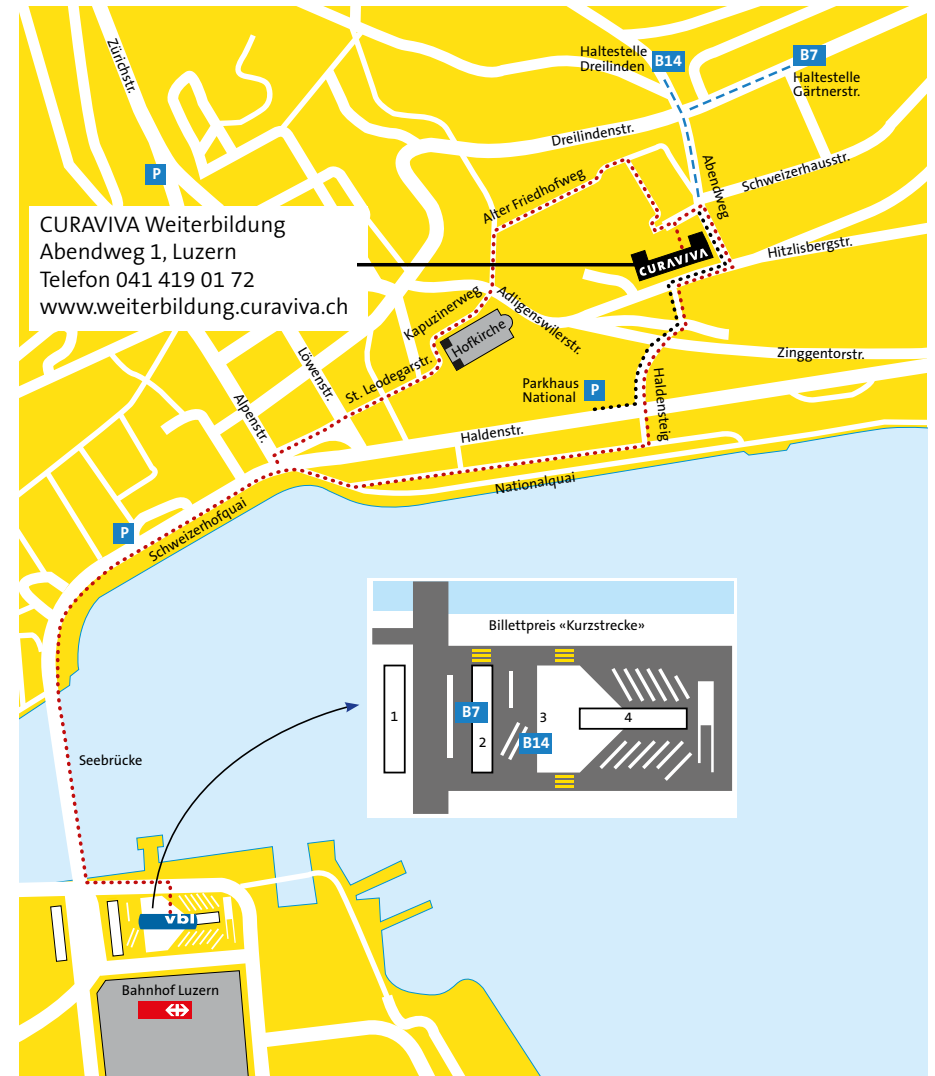 Zürichstr.
Haltestelle
Dreilinden
B14
B7
Haltestelle
Gärtnerstr.
Dreilindenstr.
P
Abendweg
Schweizerhausstr.
Alter Friedhofweg
CURAVIVA Weiterbildung
Abendweg 1, Luzern
Telefon 041 419 01 72
www.weiterbildung.curaviva.ch
CURAVIVA
Hitzlisbergstr.
Kapuzinerweg
Adligenswilerstr.
Hofkirche
Zinggentorstr.
Löwenstr.
St. Leodegarstr.
Parkhaus
National
P
Haldensteig
Alpenstr.
Haldenstr.
Nationalquai
P
Schweizerhofquai
Billettpreis «Kurzstrecke»
1
B7
2
3
B14
4
Seebrücke
vbl
Bahnhof Luzern